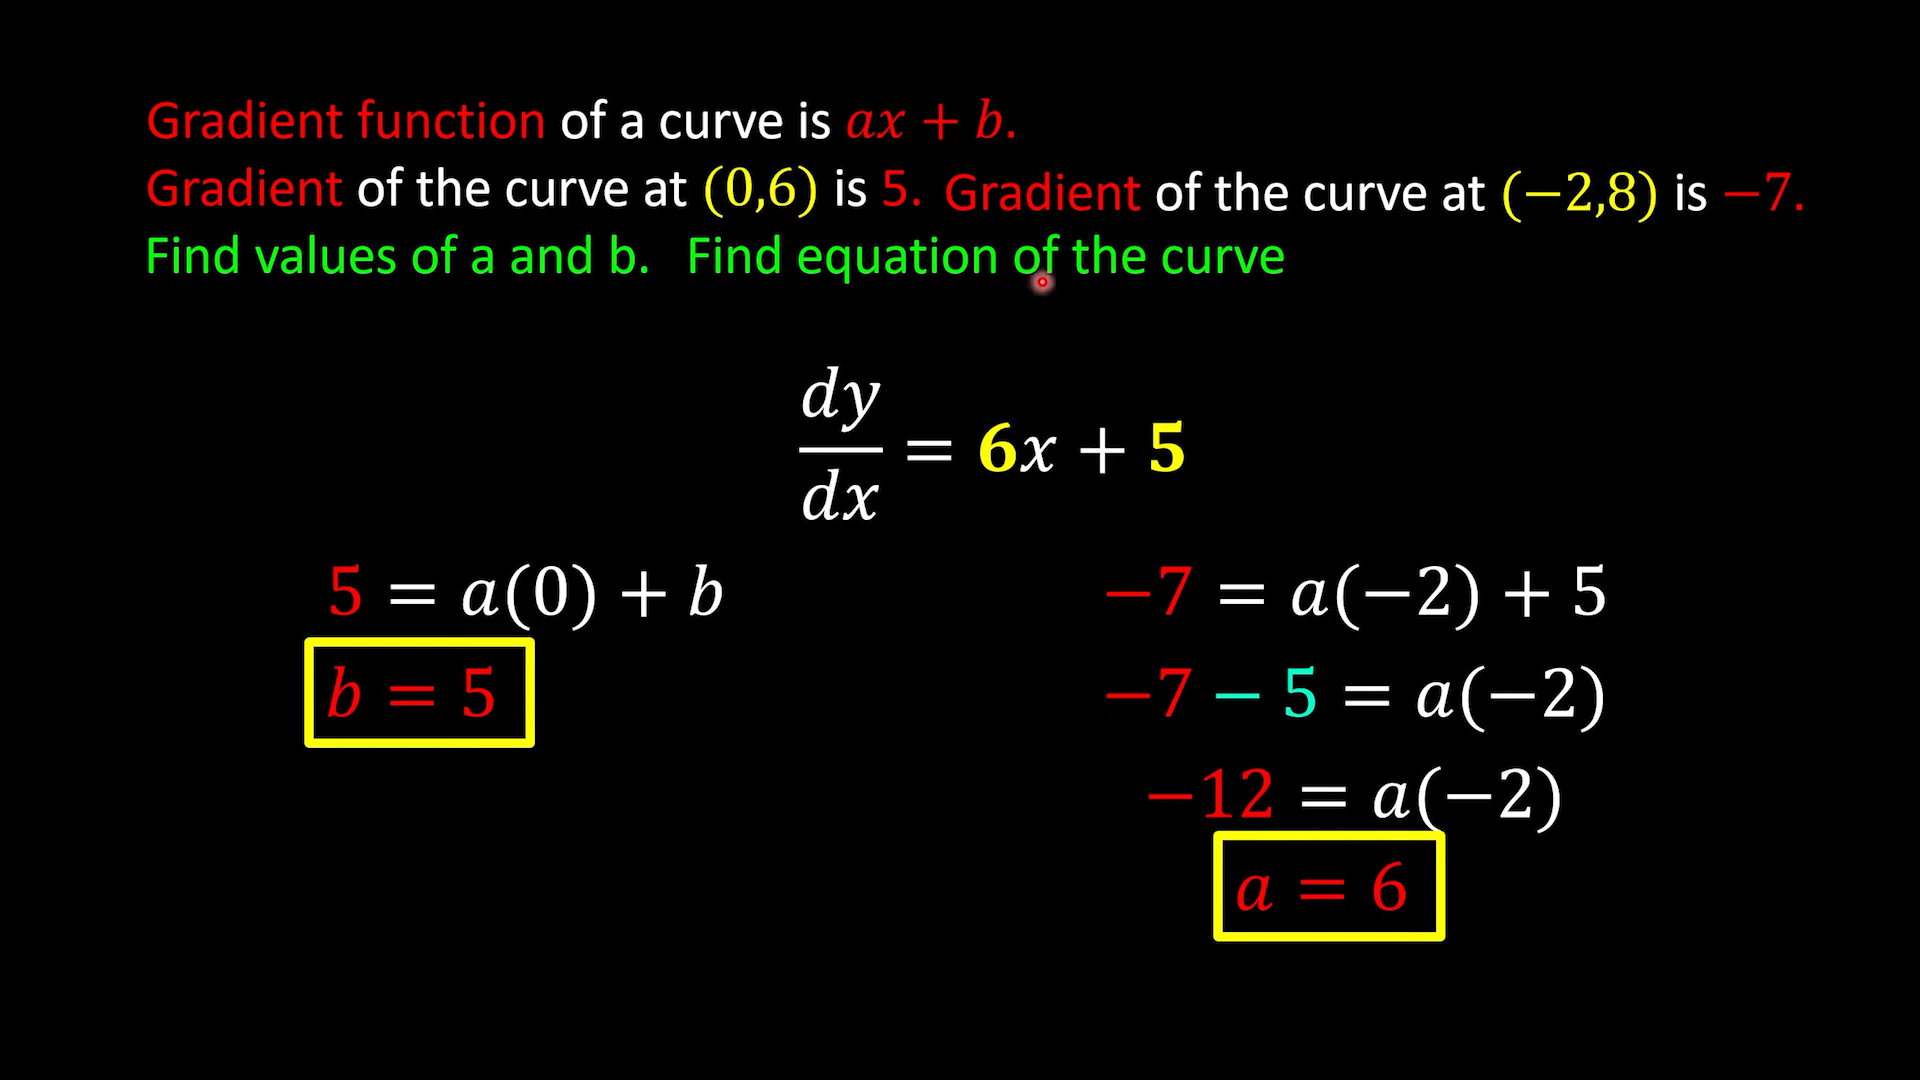 Gradient function of a curve is ax + b.
Gradient of the curve at (0,6) is 5. Gradient of the curve at (−2,8) is −7.
Find values of a and b. Find equation of the curve
dy/dx = 6x + 5
5 = a(0) + b
b = 5
−7 = a(−2) + 5
−7 − 5 = a(−2)
−12 = a(−2)
a = 6